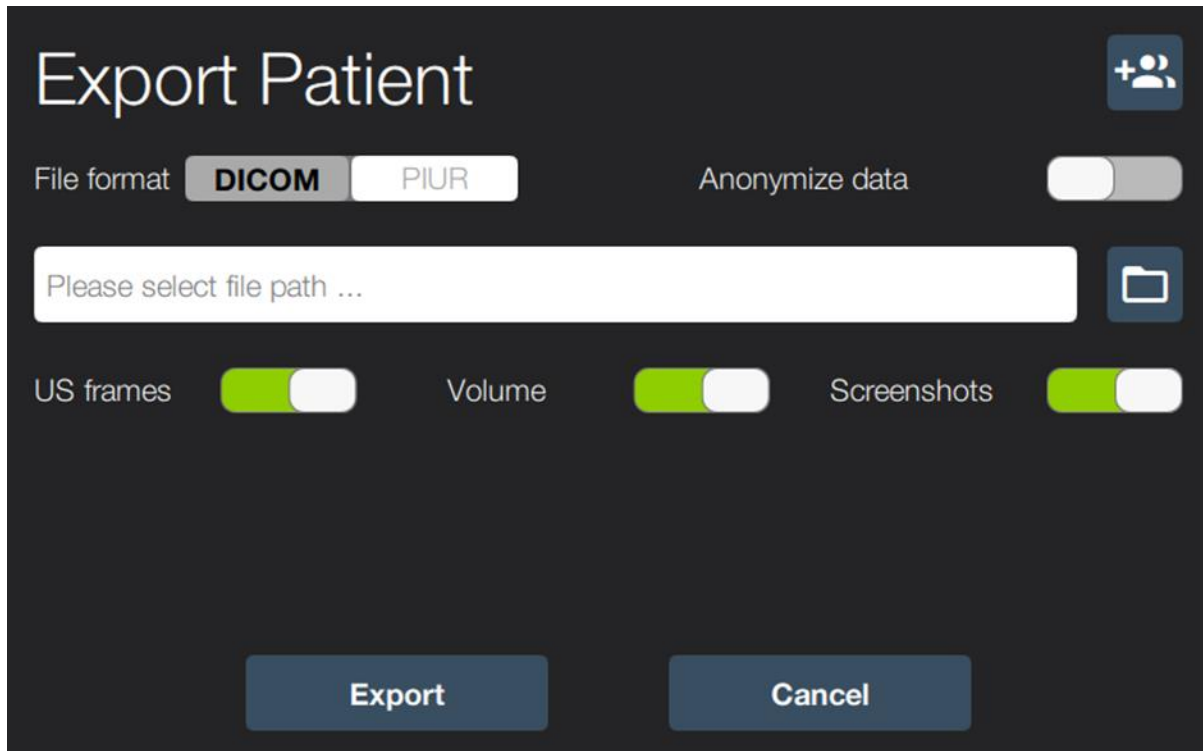 Export Patient
File format DICOM PIUR Anonymize data
Please select file path ...
US frames Volume Screenshots
Export Cancel